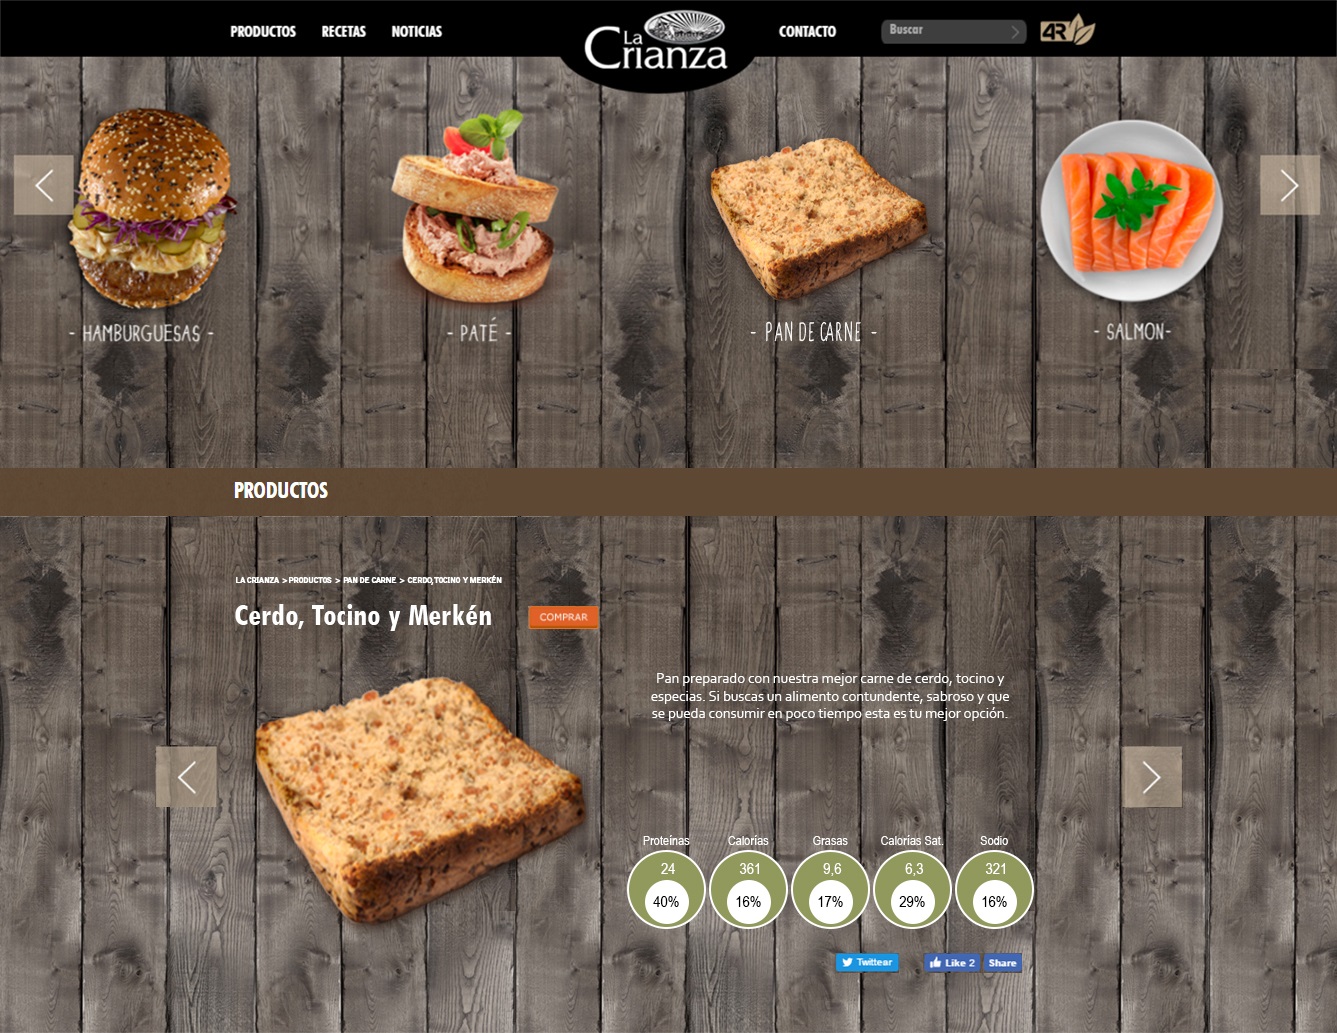 PRODUCTOS RECETAS NOTICIAS
La Crianza
CONTACTO
Buscar
4R
- HAMBURGUESAS -
- PATÉ -
- PAN DE CARNE -
- SALMON-
PRODUCTOS
LA CRIANZA > PRODUCTOS > PAN DE CARNE > CERDO, TOCINO Y MERKÉN
Cerdo, Tocino y Merkén
COMPRAR
Pan preparado con nuestra mejor carne de cerdo, tocino y
especias. Si buscas un alimento contundente, sabroso y que
se pueda consumir en poco tiempo esta es tu mejor opción.
Proteinas Calorías Grasas Calorías Sat. Sodio
24 361 9,6 6,3 321
40% 16% 17% 29% 16%
Twittear Like 2 Share